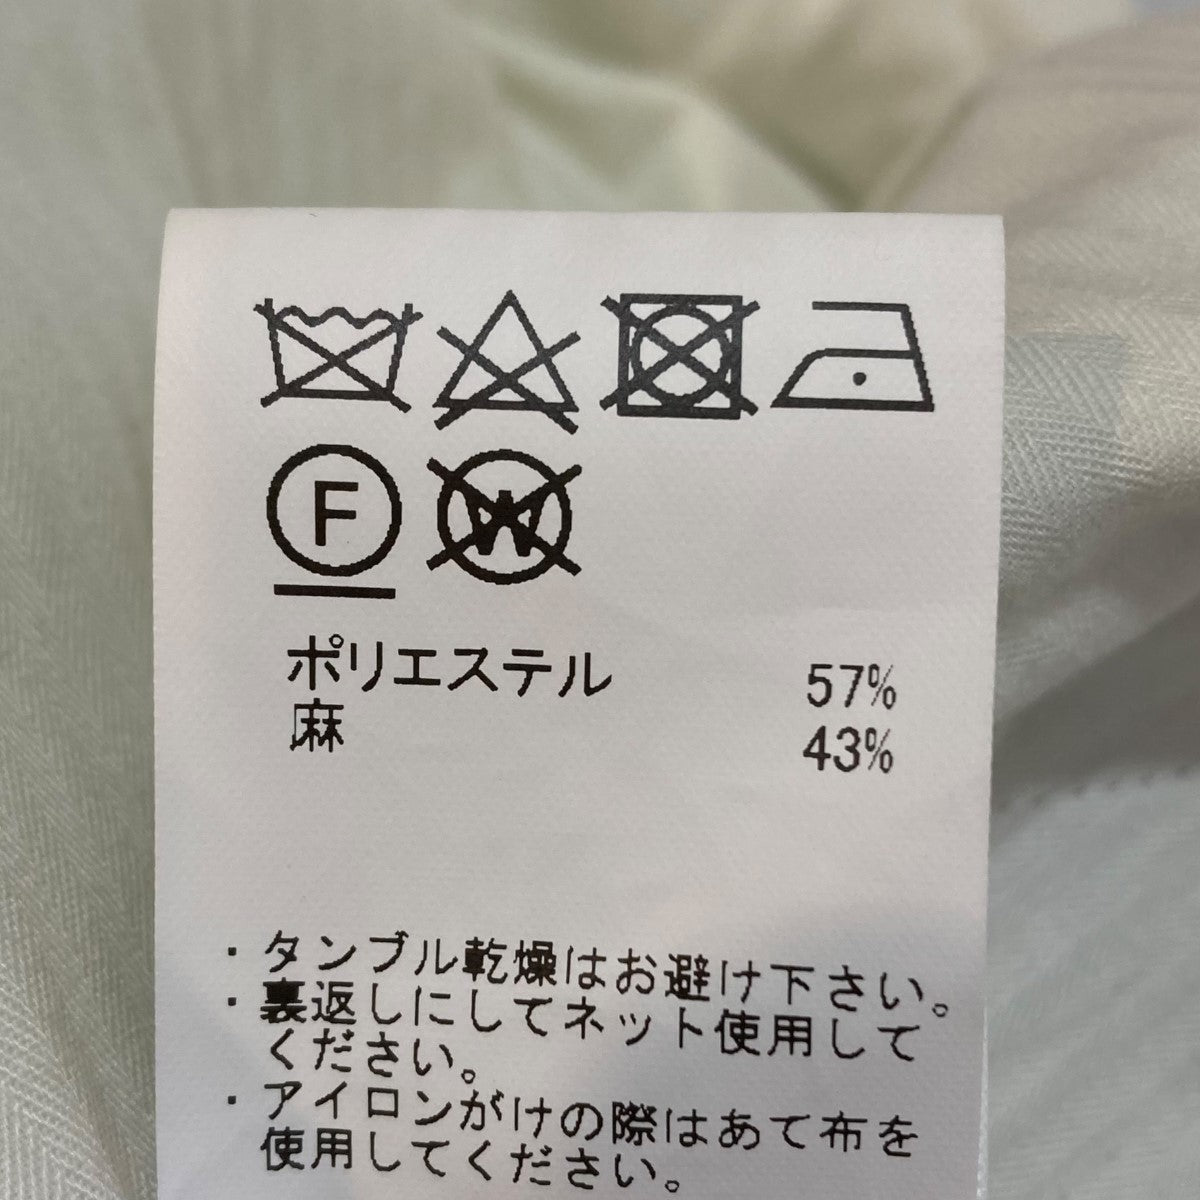 F W
ポリエステル 57%
麻 43%
・タンブル乾燥はお避け下さい。
・裏返しにしてネット使用して
ください。
・アイロンがけの際はあて布を
使用してください。